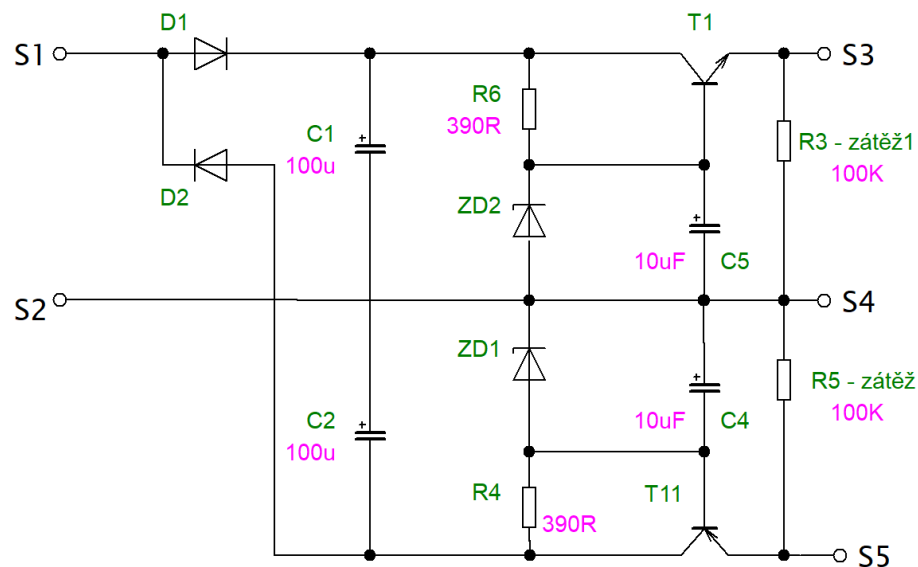 D1
T1
S1
S3
R6
390R
C1
100u
R3 - zátěž1
100K
D2
ZD2
10uF
C5
S2
S4
ZD1
R5 - zátěž
100K
10uF
C4
C2
100u
R4
390R
T11
S5